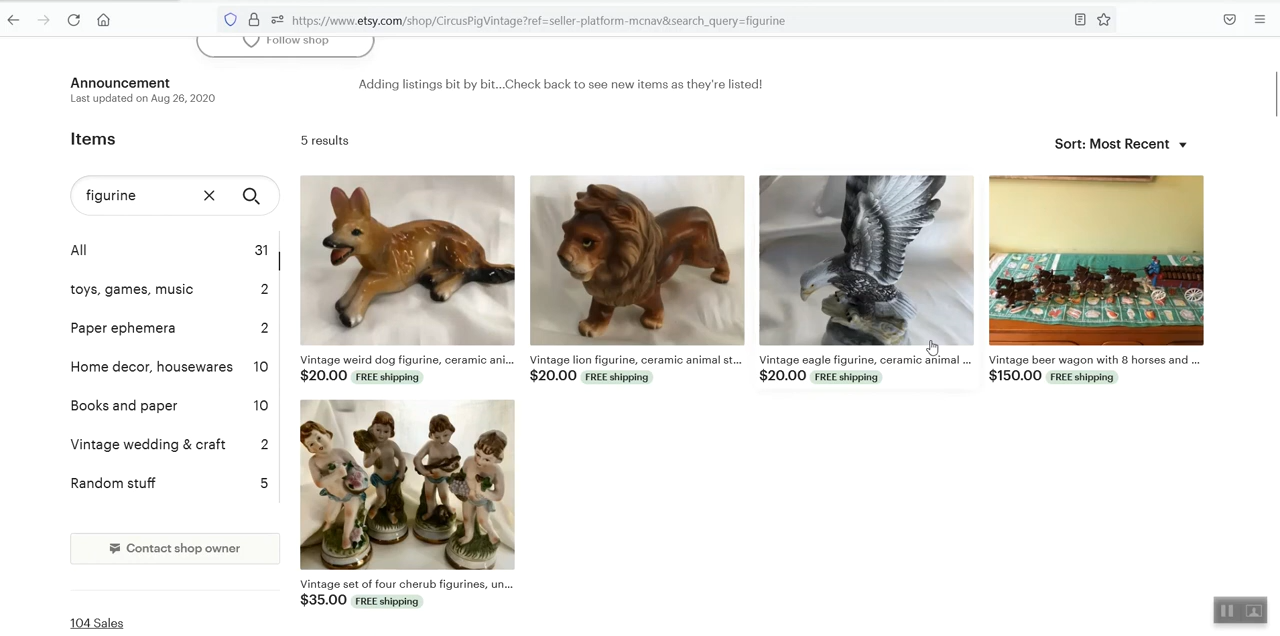 https://www.etsy.com/shop/CircusPigVintage?ref=seller-platform-mcnav&search_query=figurine
Follow shop
Announcement
Last updated on Aug 26, 2020
Adding listings bit by bit...Check back to see new items as they're listed!
Items
5 results
Sort: Most Recent
figurine
All 31
toys, games, music 2
Paper ephemera 2
Home decor, housewares 10
Books and paper 10
Vintage wedding & craft 2
Random stuff 5
Contact shop owner
104 Sales
Vintage weird dog figurine, ceramic ani...
$20.00 FREE shipping
Vintage lion figurine, ceramic animal st...
$20.00 FREE shipping
Vintage eagle figurine, ceramic animal ...
$20.00 FREE shipping
Vintage beer wagon with 8 horses and ...
$150.00 FREE shipping
Vintage set of four cherub figurines, un...
$35.00 FREE shipping